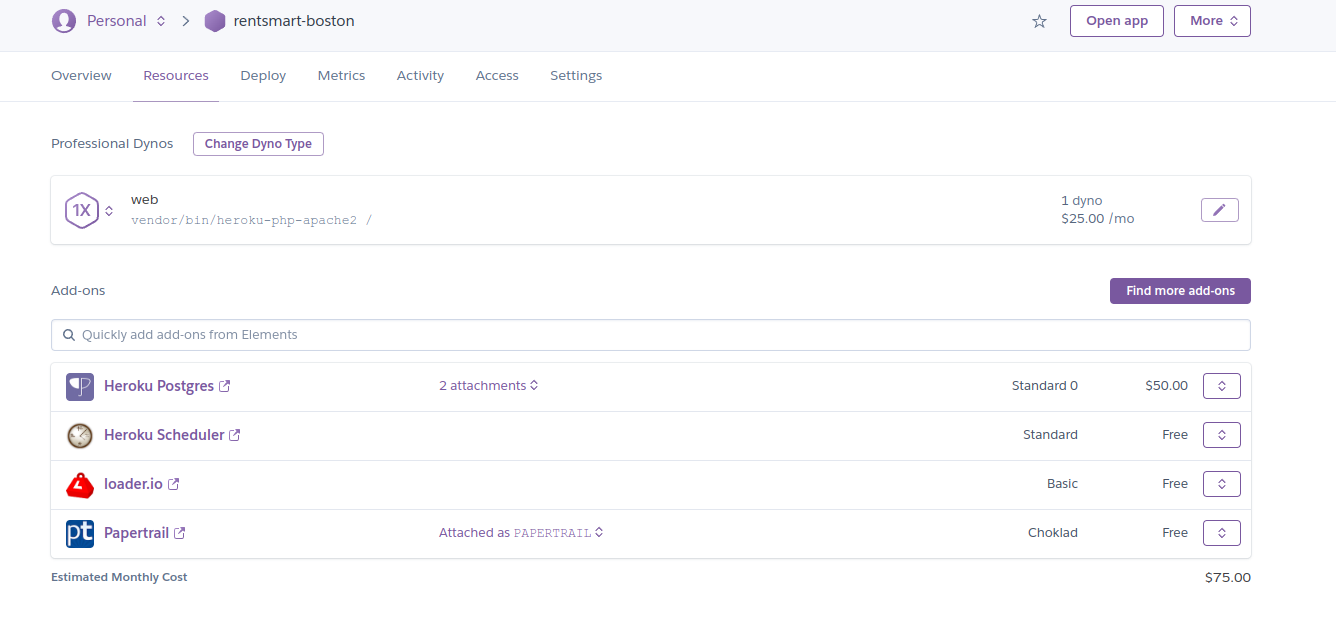 Personal rentsmart-boston Open app More
Overview Resources Deploy Metrics Activity Access Settings
Professional Dynos Change Dyno Type
1X web 1 dyno
vendor/bin/heroku-php-apache2 / $25.00 /mo
Add-ons Find more add-ons
Quickly add add-ons from Elements
Heroku Postgres 2 attachments Standard 0 $50.00
Heroku Scheduler Standard Free
loader.io Basic Free
pt Papertrail Attached as PAPERTRAIL Choklad Free
Estimated Monthly Cost $75.00